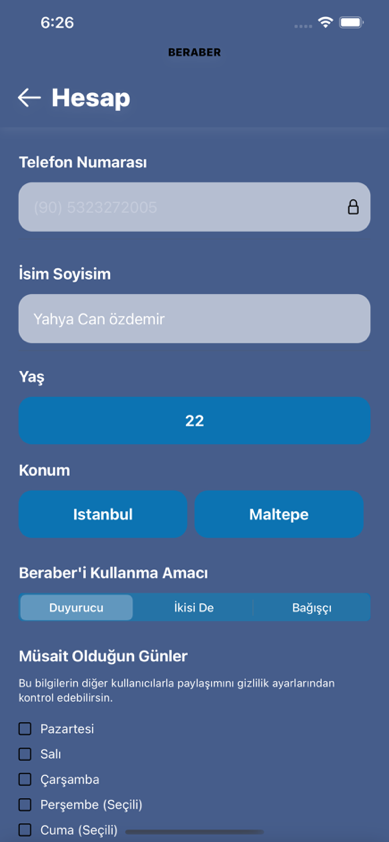 6:26
BERABER
Hesap
Telefon Numarası
(90) 5323272005
İsim Soyisim
Yahya Can özdemir
Yaş
22
Konum
Istanbul Maltepe
Beraber'i Kullanma Amacı
Duyurucu İkisi De Bağışçı
Müsait Olduğun Günler
Bu bilgilerin diğer kullanıcılarla paylaşımını gizlilik ayarlarından
kontrol edebilirsin.
Pazartesi
Salı
Çarşamba
Perşembe (Seçili)
Cuma (Seçili)